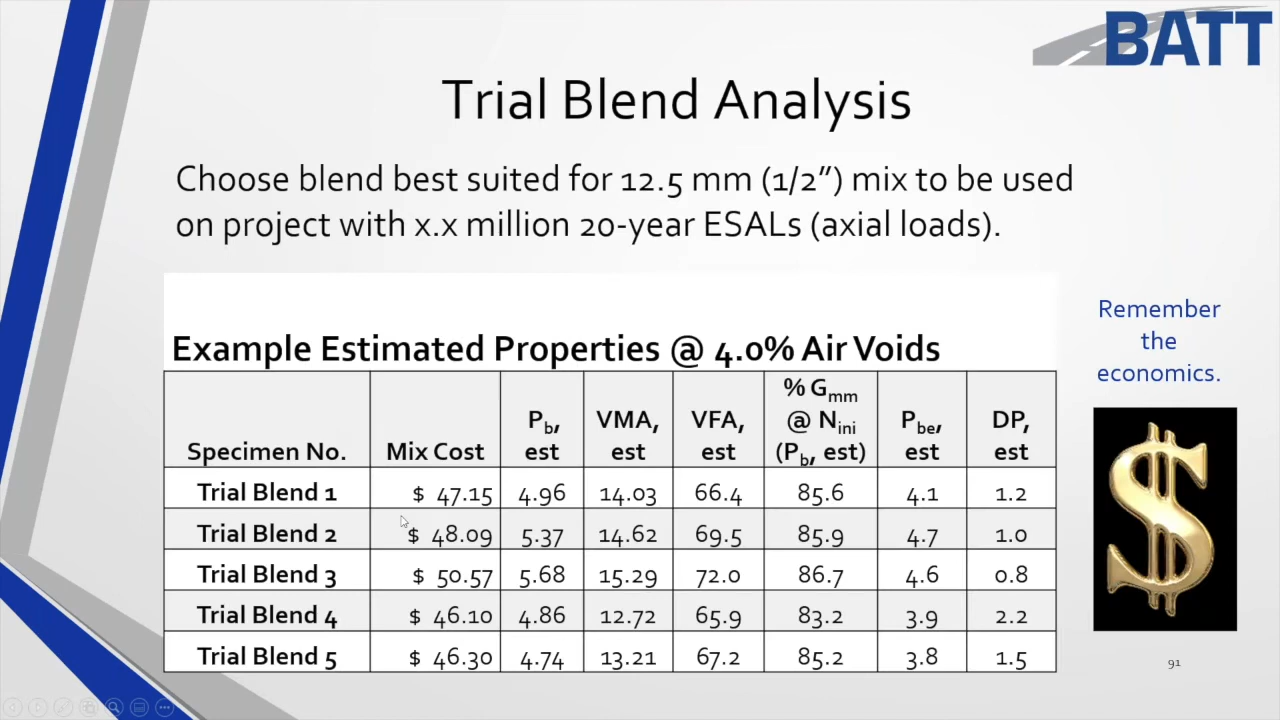 BATT
Trial Blend Analysis
Choose blend best suited for 12.5 mm (1/2”) mix to be used
on project with x.x million 20-year ESALs (axial loads).
Remember
the
economics.
Example Estimated Properties @ 4.0% Air Voids
Specimen No. Mix Cost Pb, est VMA, est VFA, est % Gmm @ Nini (Pb, est) Pbe, est DP, est
Trial Blend 1 $ 47.15 4.96 14.03 66.4 85.6 4.1 1.2
Trial Blend 2 $ 48.09 5.37 14.62 69.5 85.9 4.7 1.0
Trial Blend 3 $ 50.57 5.68 15.29 72.0 86.7 4.6 0.8
Trial Blend 4 $ 46.10 4.86 12.72 65.9 83.2 3.9 2.2
Trial Blend 5 $ 46.30 4.74 13.21 67.2 85.2 3.8 1.5
91